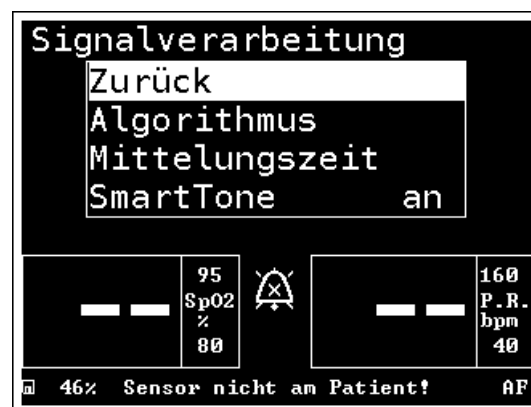 Signalverarbeitung
Zurück
Algorithmus
Mittelungszeit
SmartTone an
95
SpO2
%
80
160
P.R.
bpm
40
46% Sensor nicht am Patient! AF